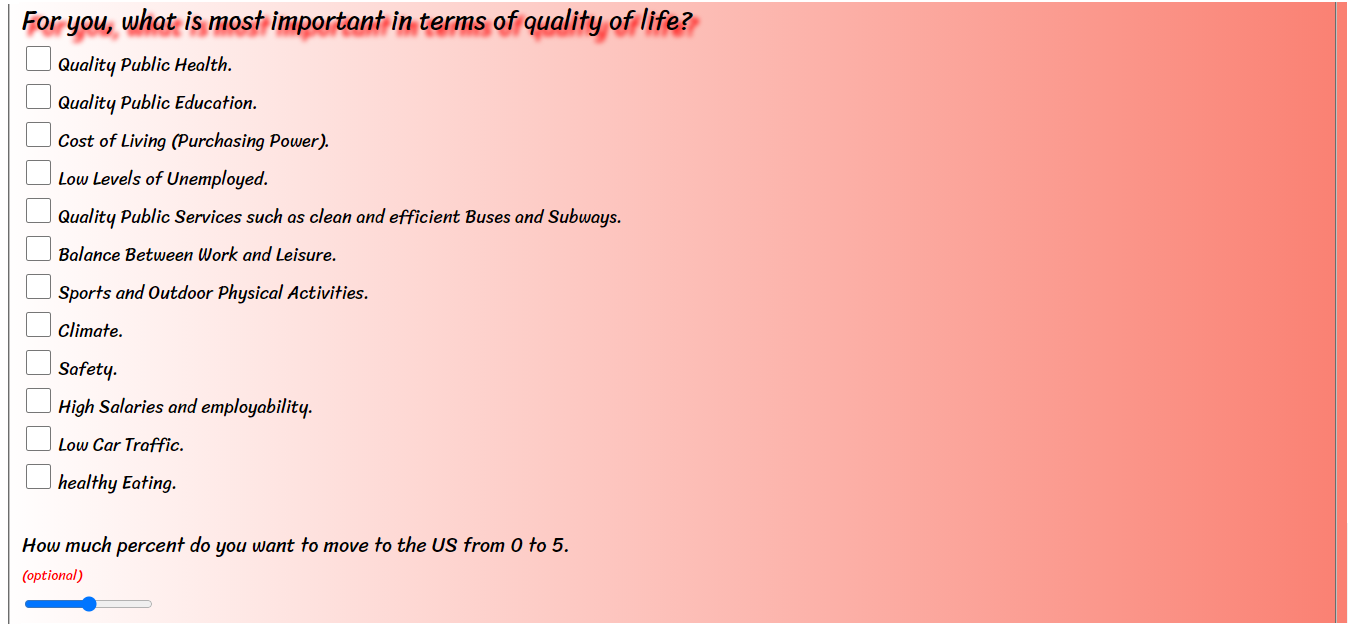 For you, what is most important in terms of quality of life?
Quality Public Health.
Quality Public Education.
Cost of Living (Purchasing Power).
Low Levels of Unemployed.
Quality Public Services such as clean and efficient Buses and Subways.
Balance Between Work and Leisure.
Sports and Outdoor Physical Activities.
Climate.
Safety.
High Salaries and employability.
Low Car Traffic.
healthy Eating.
How much percent do you want to move to the US from 0 to 5.
(optional)